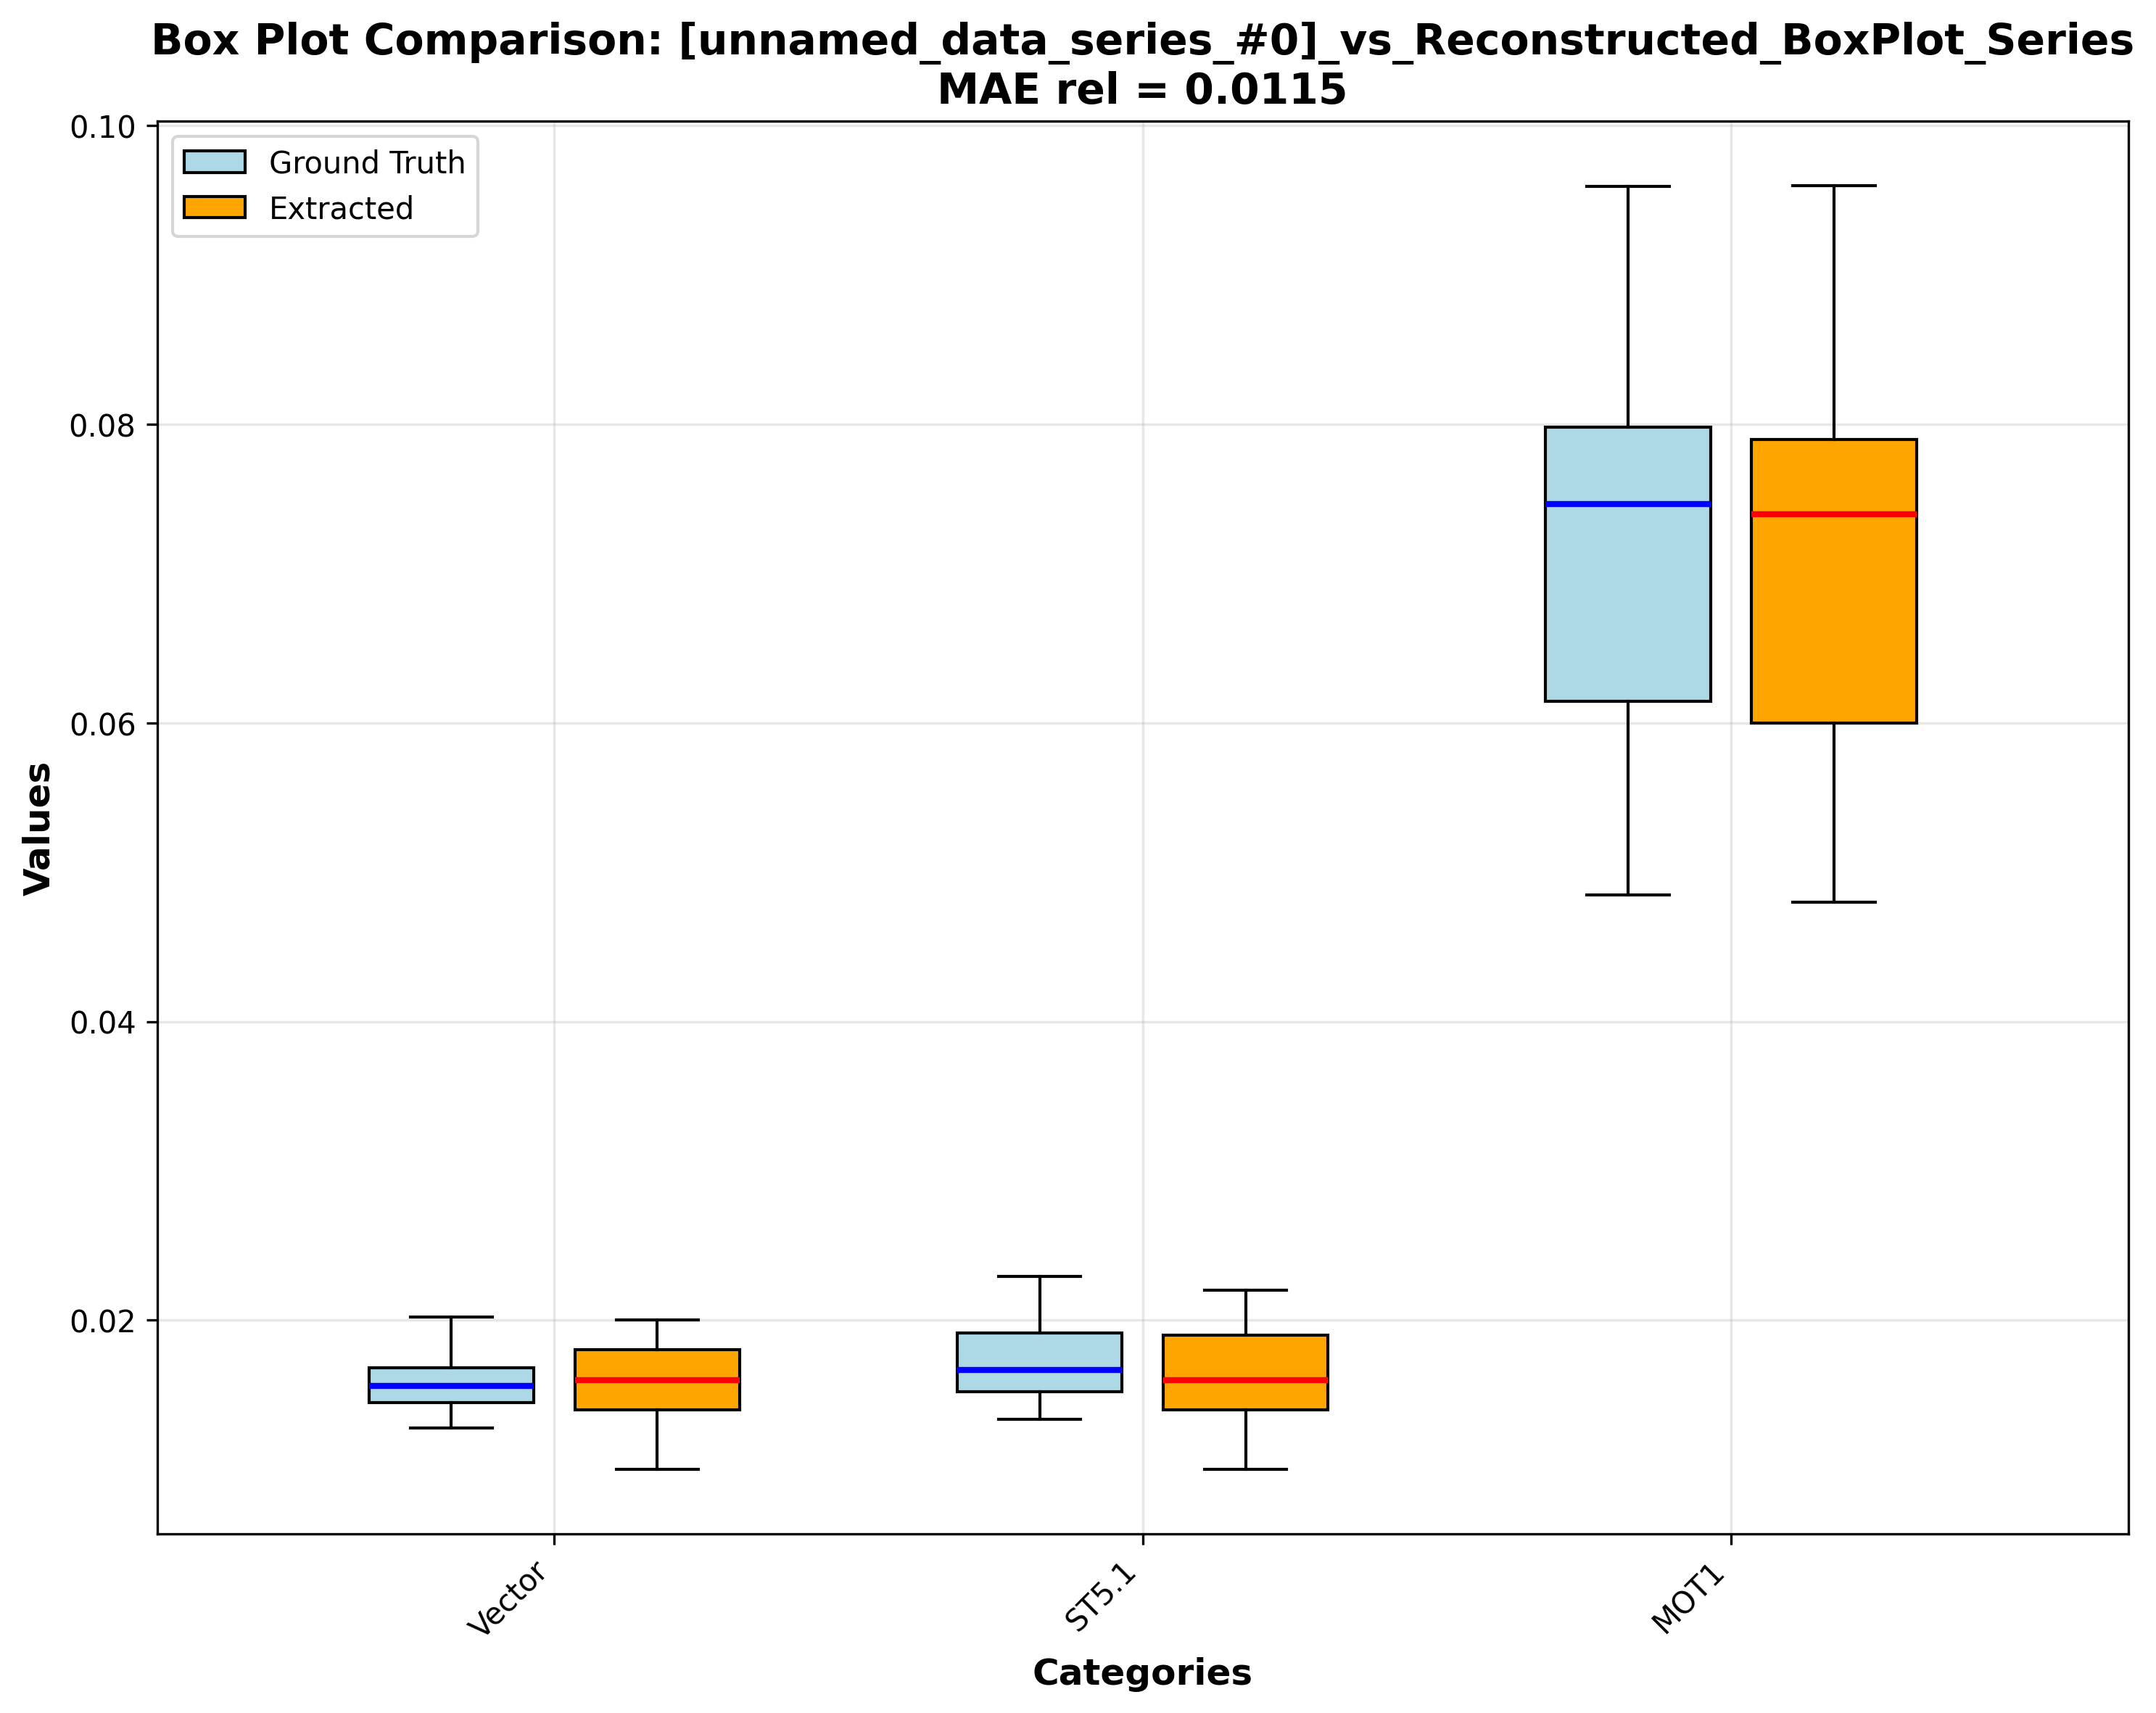 Box Plot Comparison: [unnamed_data_series_#0]_vs_Reconstructed_BoxPlot_Series
MAE rel = 0.0115
Ground Truth
Extracted
0.10
0.08
0.06
0.04
0.02
Values
Vector
ST5.1
MOT1
Categories